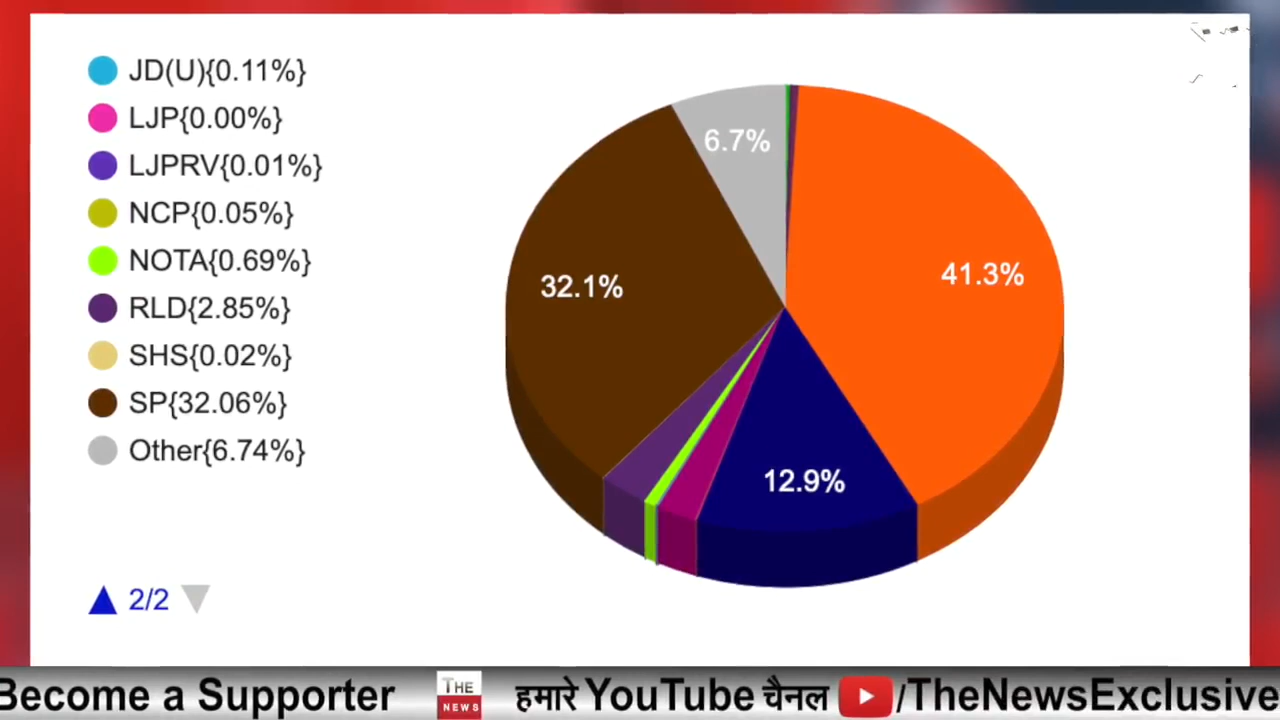 JD(U){0.11%}
LJP{0.00%}
LJPRV{0.01%}
NCP{0.05%}
NOTA{0.69%}
RLD{2.85%}
SHS{0.02%}
SP{32.06%}
Other{6.74%}
2/2
6.7%
32.1%
41.3%
12.9%
Become a Supporter THE NEWS हमारे YouTube चैनल /TheNewsExclusive